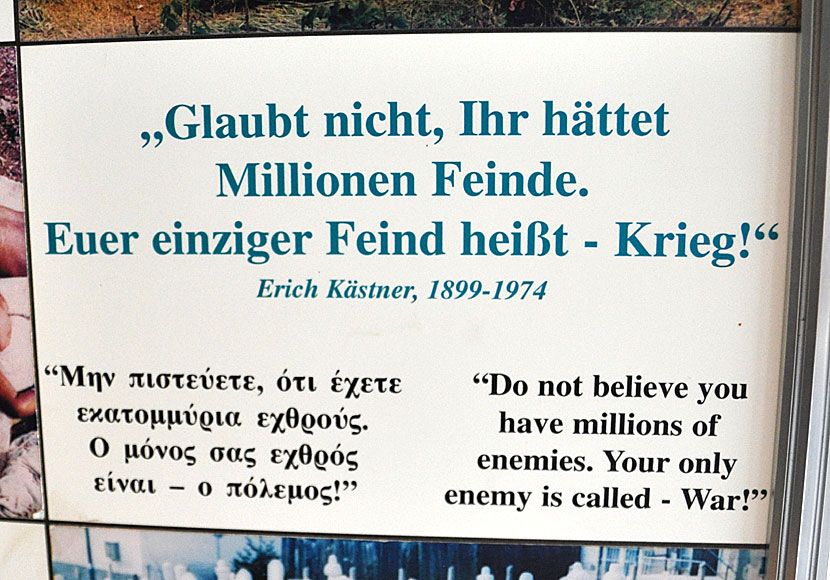 „Glaubt nicht, Ihr hättet
Millionen Feinde.
Euer einziger Feind heißt - Krieg!“
Erich Kästner, 1899-1974
“Μην πιστεύετε, ότι έχετε
εκατομμύρια εχθρούς.
Ο μόνος σας εχθρός
είναι – ο πόλεμος!”
“Do not believe you
have millions of
enemies. Your only
enemy is called - War!”